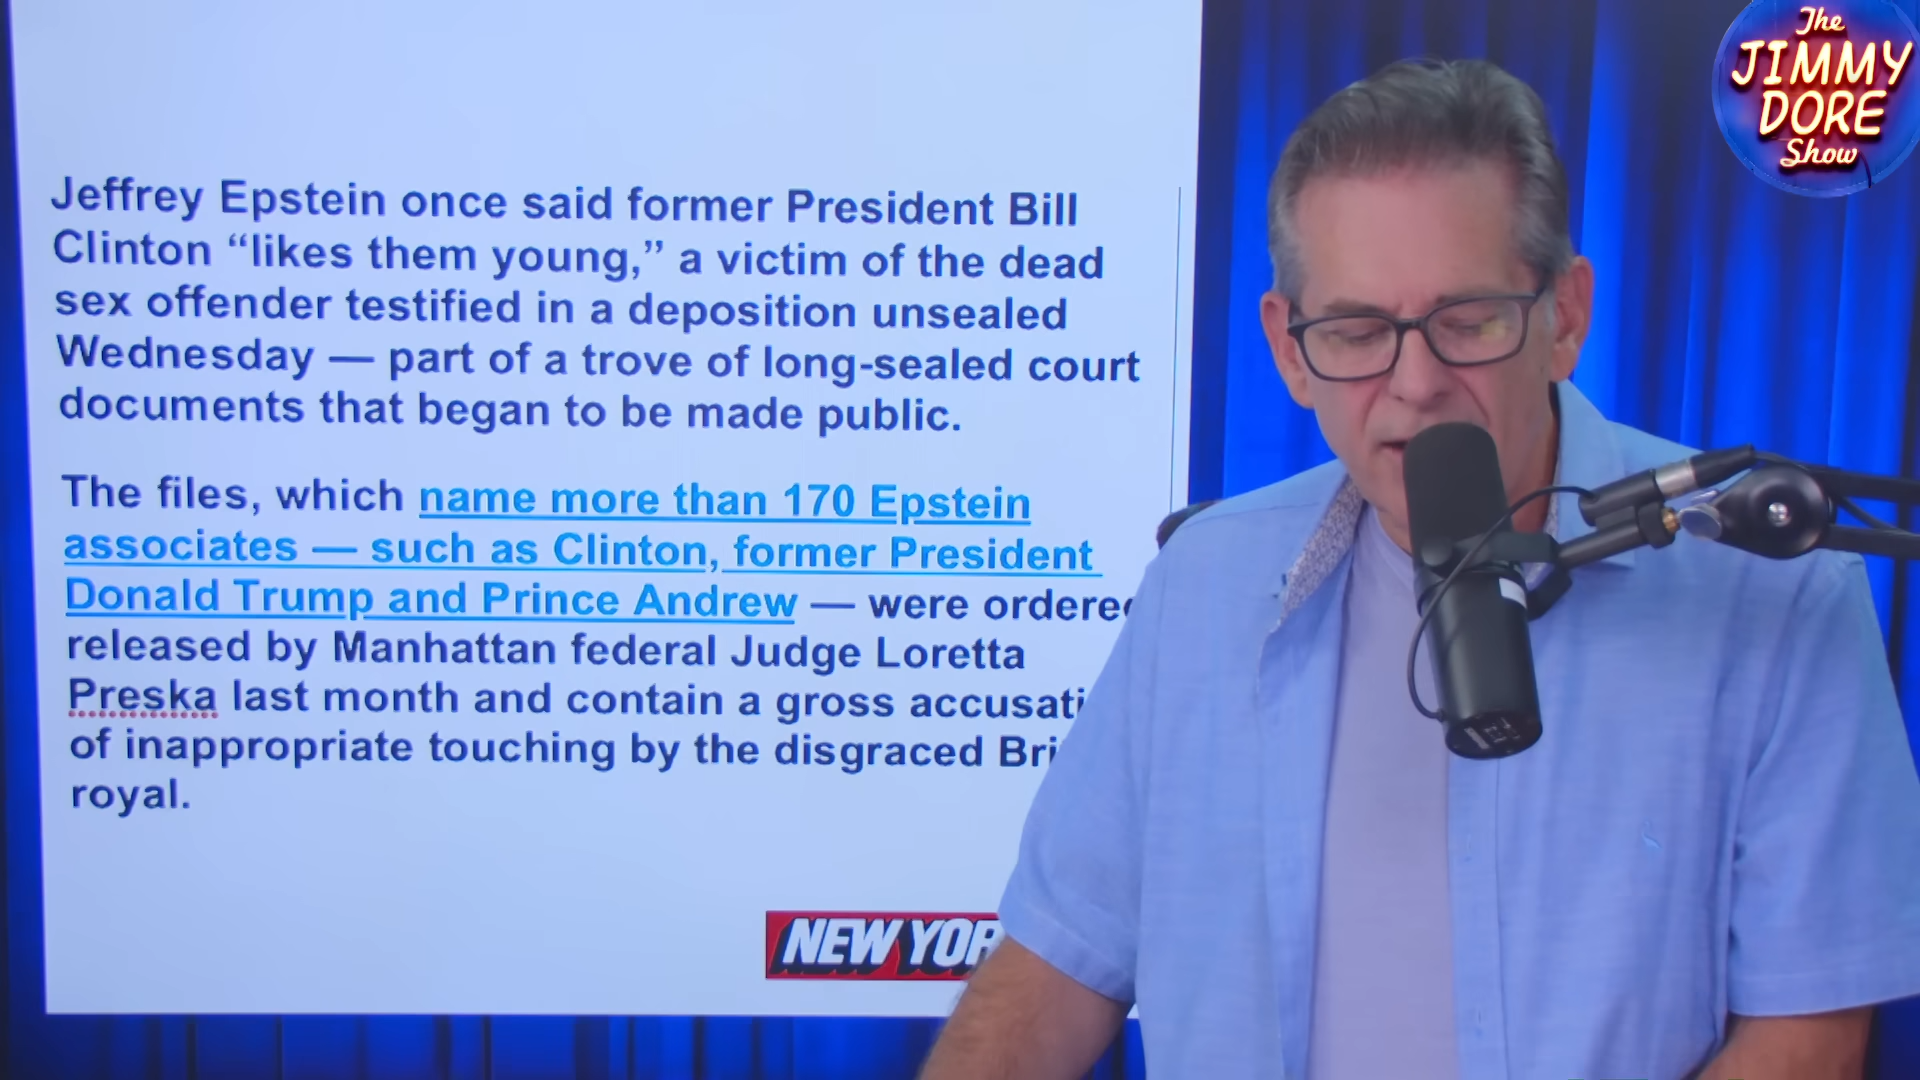 Jeffrey Epstein once said former President Bill
Clinton “likes them young,” a victim of the dead
sex offender testified in a deposition unsealed
Wednesday — part of a trove of long-sealed court
documents that began to be made public.
The files, which name more than 170 Epstein
associates — such as Clinton, former President
Donald Trump and Prince Andrew — were ordered
released by Manhattan federal Judge Loretta
Preska last month and contain a gross accusati
of inappropriate touching by the disgraced Bri
royal.
NEW YOR
The
JIMMY
DORE
Show